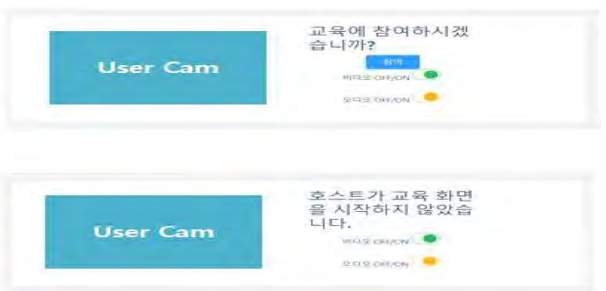 User Cam
교육에 참여하시겠
습니까?
참여
비디오 OFF/ON
오디오 OFF/ON
User Cam
호스트가 교육 화면
을 시작하지 않았습
니다.
비디오 OFF/ON
오디오 OFF/ON